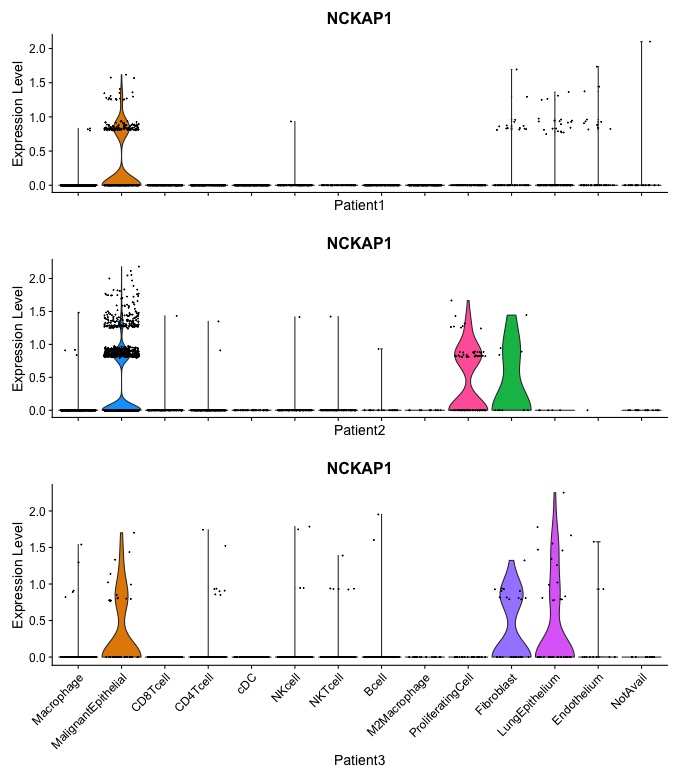 NCKAP1
Expression Level
2.0
1.5
1.0
0.5
0.0
Patient1
NCKAP1
Expression Level
2.0
1.5
1.0
0.5
0.0
Patient2
NCKAP1
Expression Level
2.0
1.5
1.0
0.5
0.0
Macrophage
MalignantEpithelial
CD8Tcell
CD4Tcell
cDC
NKcell
NKTcell
Bcell
M2Macrophage
ProliferatingCell
Fibroblast
LungEpithelium
Endothelium
NotAvail
Patient3